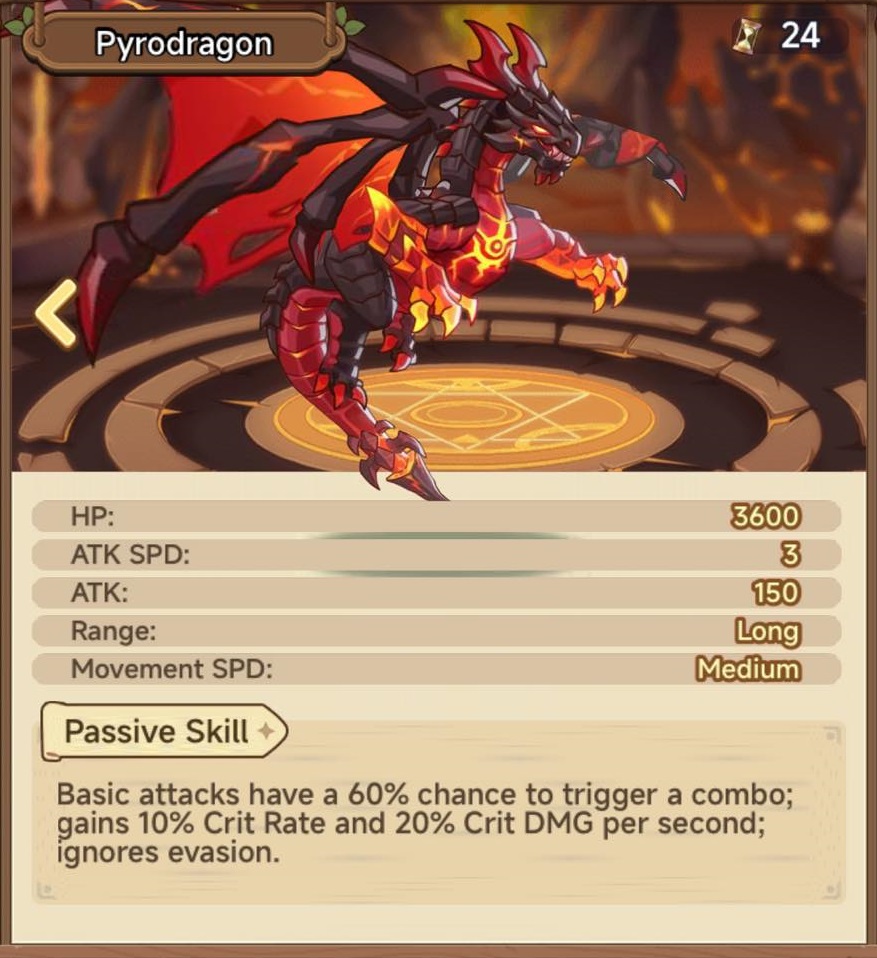 Pyrodragon
24
HP: 3600
ATK SPD: 3
ATK: 150
Range: Long
Movement SPD: Medium
Passive Skill
Basic attacks have a 60% chance to trigger a combo;
gains 10% Crit Rate and 20% Crit DMG per second;
ignores evasion.